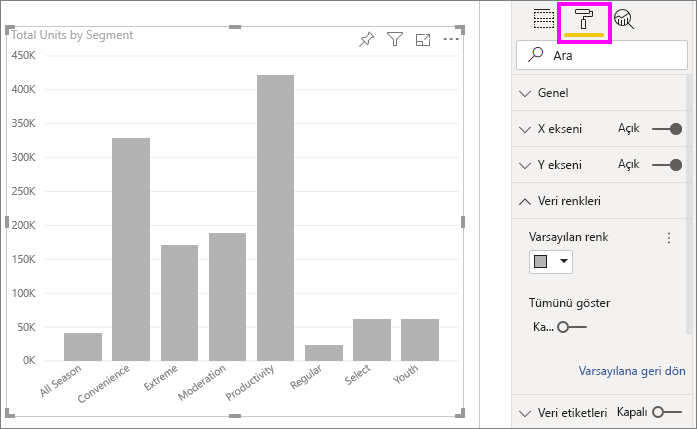 Total Units by Segment
450K
400K
350K
300K
250K
200K
150K
100K
50K
0K
All Season
Convenience
Extreme
Moderation
Productivity
Regular
Select
Youth
Ara
Genel
X ekseni Açık
Y ekseni Açık
Veri renkleri
Varsayılan renk
Tümünü göster
Ka...
Varsayılana geri dön
Veri etiketleri Kapalı